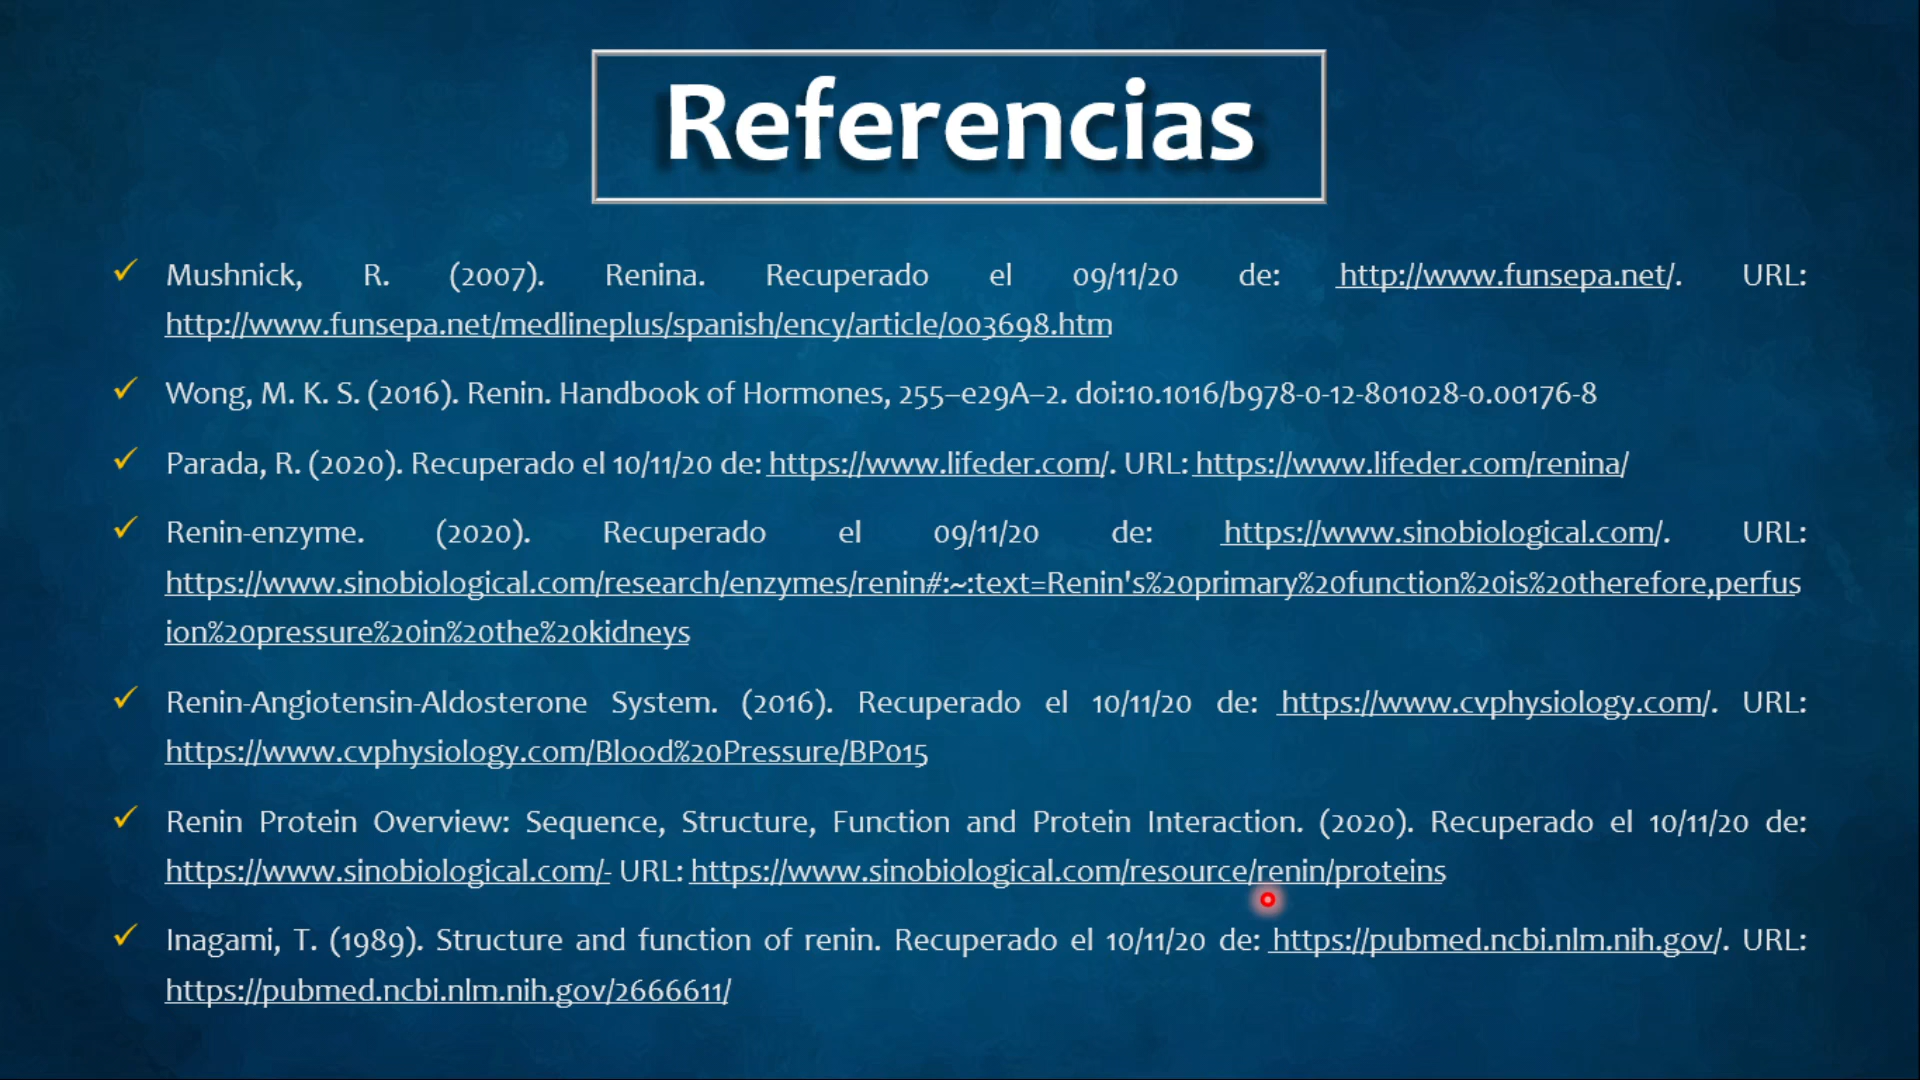 Referencias
Mushnick, R. (2007). Renina. Recuperado el 09/11/20 de: http://www.funsepa.net/. URL:
http://www.funsepa.net/medlineplus/spanish/ency/article/003698.htm
Wong, M. K. S. (2016). Renin. Handbook of Hormones, 255–e29A–2. doi:10.1016/b978-0-12-801028-0.00176-8
Parada, R. (2020). Recuperado el 10/11/20 de: https://www.lifeder.com/. URL: https://www.lifeder.com/renina/
Renin-enzyme. (2020). Recuperado el 09/11/20 de: https://www.sinobiological.com/. URL:
https://www.sinobiological.com/research/enzymes/renin#:~:text=Renin's%20primary%20function%20is%20therefore,perfus
ion%20pressure%20in%20the%20kidneys
Renin-Angiotensin-Aldosterone System. (2016). Recuperado el 10/11/20 de: https://www.cvphysiology.com/. URL:
https://www.cvphysiology.com/Blood%20Pressure/BP015
Renin Protein Overview: Sequence, Structure, Function and Protein Interaction. (2020). Recuperado el 10/11/20 de:
https://www.sinobiological.com/- URL: https://www.sinobiological.com/resource/renin/proteins
Inagami, T. (1989). Structure and function of renin. Recuperado el 10/11/20 de: https://pubmed.ncbi.nlm.nih.gov/. URL:
https://pubmed.ncbi.nlm.nih.gov/2666611/